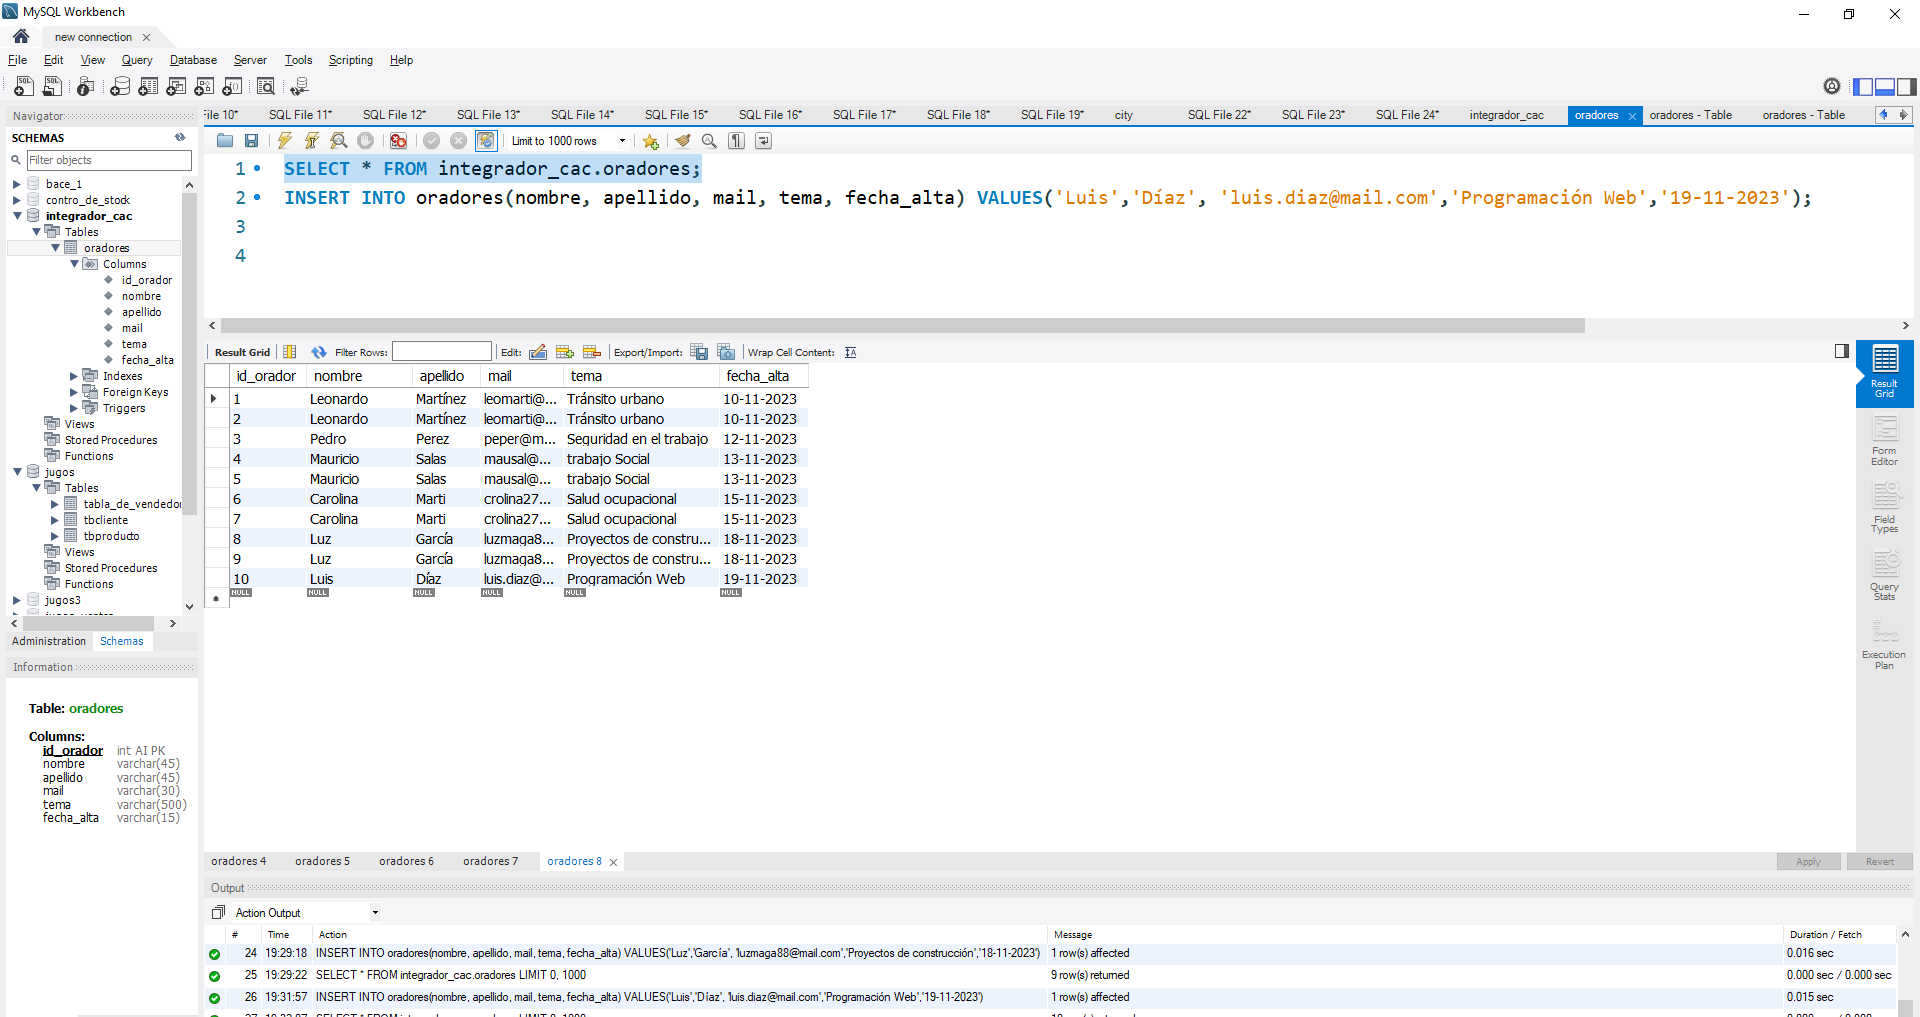 MySQL Workbench
new connection
File Edit View Query Database Server Tools Scripting Help
Navigator
SCHEMAS
Filter objects
bace_1
contro_de_stock
integrador_cac
Tables
oradores
Columns
id_orador
nombre
apellido
mail
tema
fecha_alta
Indexes
Foreign Keys
Triggers
Views
Stored Procedures
Functions
jugos
Tables
tabla_de_vendedor
tbcliente
tbproducto
Views
Stored Procedures
Functions
jugos3
Administration Schemas
Information
Table: oradores
Columns:
id_orador int AI PK
nombre varchar(45)
apellido varchar(45)
mail varchar(30)
tema varchar(500)
fecha_alta varchar(15)
ile 10* SQL File 11* SQL File 12* SQL File 13* SQL File 14* SQL File 15* SQL File 16* SQL File 17* SQL File 18* SQL File 19* city SQL File 22* SQL File 23* SQL File 24* integrador_cac oradores oradores - Table oradores - Table
Limit to 1000 rows
1 SELECT * FROM integrador_cac.oradores;
2 INSERT INTO oradores(nombre, apellido, mail, tema, fecha_alta) VALUES('Luis','Díaz', 'luis.diaz@mail.com','Programación Web','19-11-2023');
3
4
Result Grid Filter Rows: Edit: Export/Import: Wrap Cell Content:
id_orador nombre apellido mail tema fecha_alta
1 Leonardo Martínez leomarti@... Tránsito urbano 10-11-2023
2 Leonardo Martínez leomarti@... Tránsito urbano 10-11-2023
3 Pedro Perez peper@m... Seguridad en el trabajo 12-11-2023
4 Mauricio Salas mausal@... trabajo Social 13-11-2023
5 Mauricio Salas mausal@... trabajo Social 13-11-2023
6 Carolina Marti crolina27... Salud ocupacional 15-11-2023
7 Carolina Marti crolina27... Salud ocupacional 15-11-2023
8 Luz García luzmaga8... Proyectos de constru... 18-11-2023
9 Luz García luzmaga8... Proyectos de constru... 18-11-2023
10 Luis Díaz luis.diaz@... Programación Web 19-11-2023
NULL NULL NULL NULL NULL NULL
Result Grid
Form Editor
Field Types
Query Stats
Execution Plan
oradores 4 oradores 5 oradores 6 oradores 7 oradores 8
Apply Revert
Output
Action Output
# Time Action Message Duration / Fetch
24 19:29:18 INSERT INTO oradores(nombre, apellido, mail, tema, fecha_alta) VALUES('Luz','García', 'luzmaga88@mail.com','Proyectos de construcción','18-11-2023') 1 row(s) affected 0.016 sec
25 19:29:22 SELECT * FROM integrador_cac.oradores LIMIT 0, 1000 9 row(s) returned 0.000 sec / 0.000 sec
26 19:31:57 INSERT INTO oradores(nombre, apellido, mail, tema, fecha_alta) VALUES('Luis','Díaz', 'luis.diaz@mail.com','Programación Web','19-11-2023') 1 row(s) affected 0.015 sec